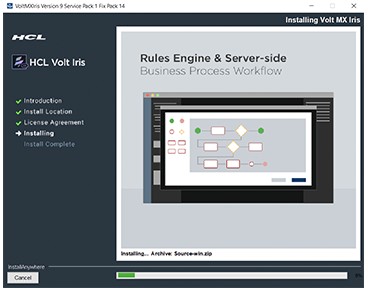 VoltMXIris Version 9 Service Pack 1 Fix Pack 14
Installing Volt MX Iris
HCL
HCL Volt Iris
Introduction
Install Location
License Agreement
Installing
Install Complete
Rules Engine & Server-side
Business Process Workflow
Installing... Archive: Source-win.zip
InstallAnywhere
Cancel